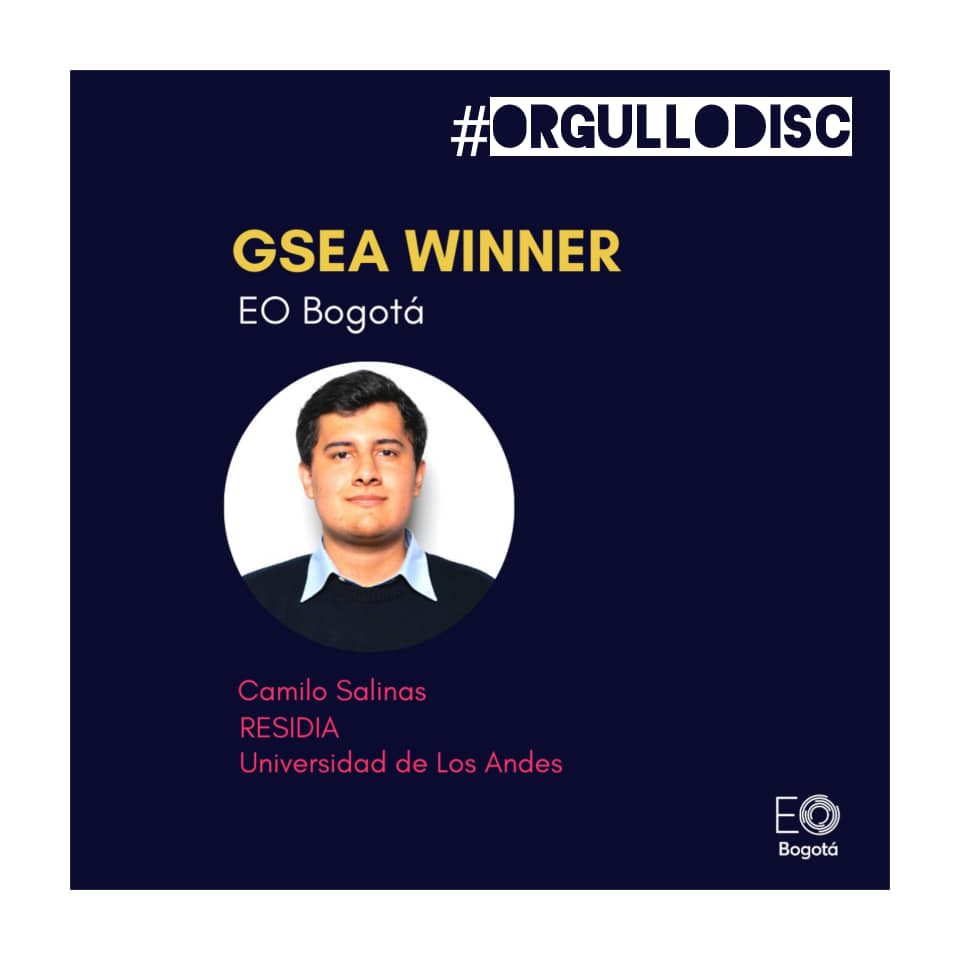 #ORGULLODISC
GSEA WINNER
EO Bogotá
Camilo Salinas
RESIDIA
Universidad de Los Andes
EO
Bogotá